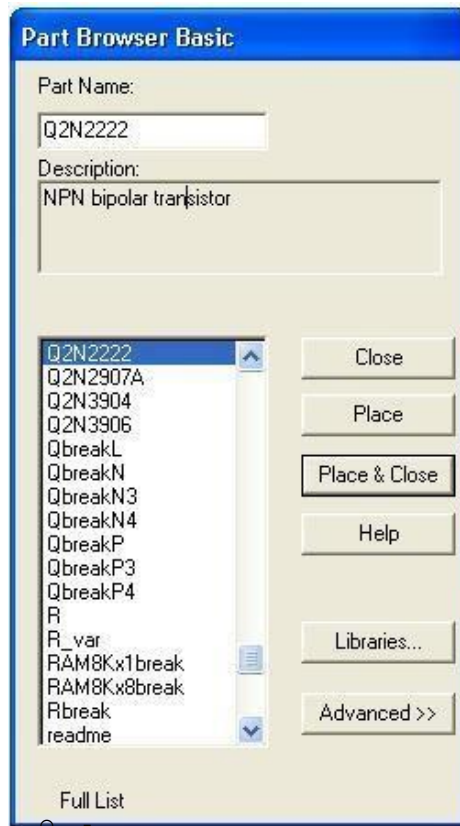 Part Browser Basic
Part Name:
Q2N2222
Description:
NPN bipolar transistor
Q2N2222
Q2N2907A
Q2N3904
Q2N3906
QbreakL
QbreakN
QbreakN3
QbreakN4
QbreakP
QbreakP3
QbreakP4
R
R_var
RAM8Kx1break
RAM8Kx8break
Rbreak
readme
Close
Place
Place & Close
Help
Libraries...
Advanced >>
Full List